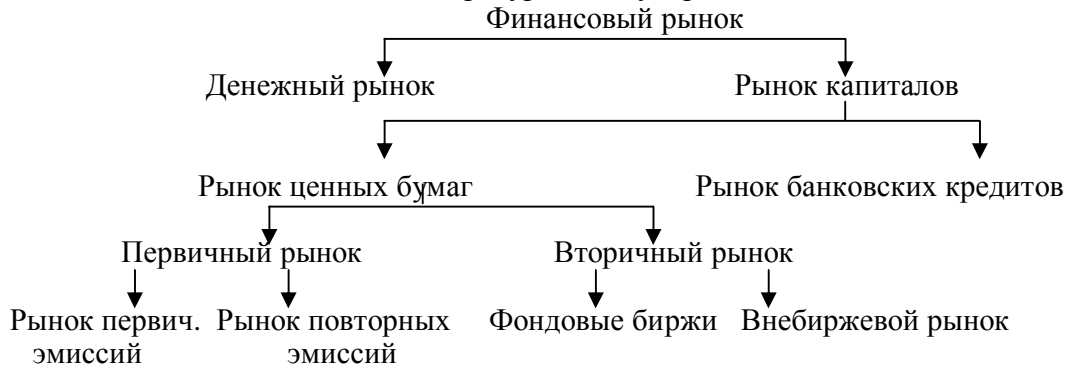 Финансовый рынок
Денежный рынок Рынок капиталов
Рынок ценных бумаг Рынок банковских кредитов
Первичный рынок Вторичный рынок
Рынок первич. Рынок повторных Фондовые биржи Внебиржевой рынок
эмиссий эмиссий